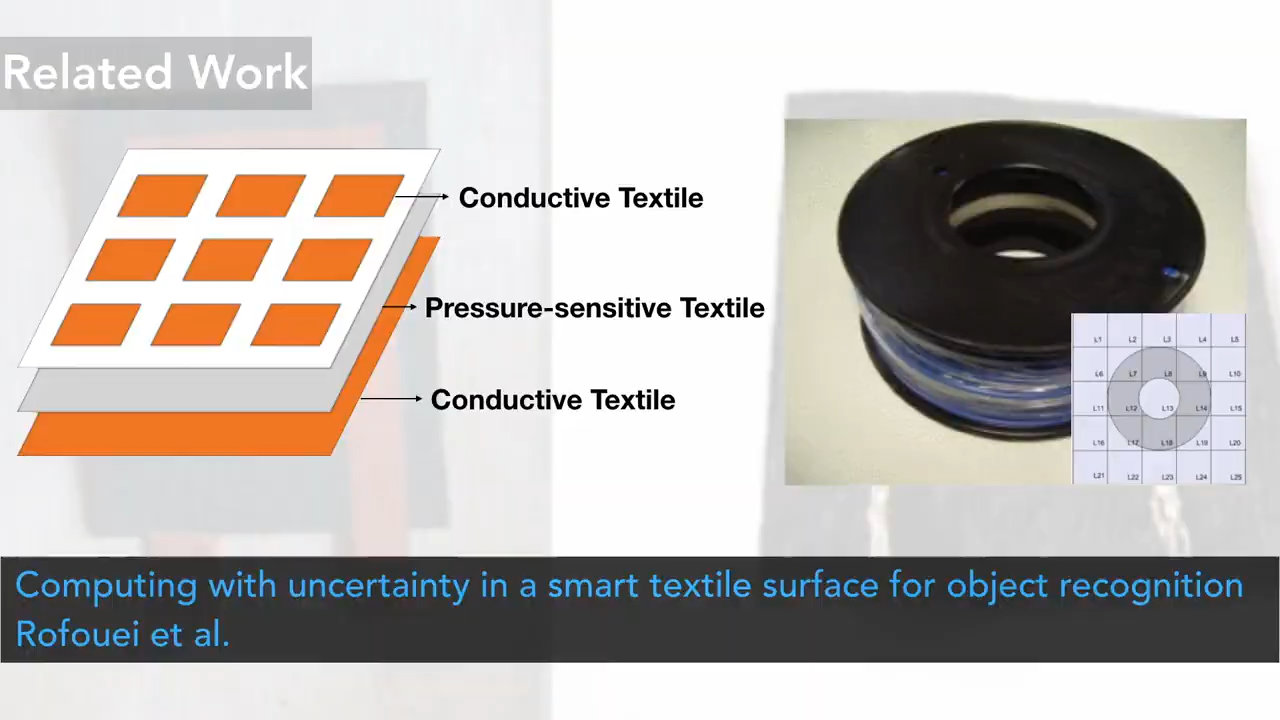 Related Work
Conductive Textile
Pressure-sensitive Textile
Conductive Textile
L1 L2 L3 L4 L5
L6 L7 L8 L9 L10
L11 L12 L13 L14 L15
L16 L17 L18 L19 L20
L21 L22 L23 L24 L25
Computing with uncertainty in a smart textile surface for object recognition
Rofouei et al.